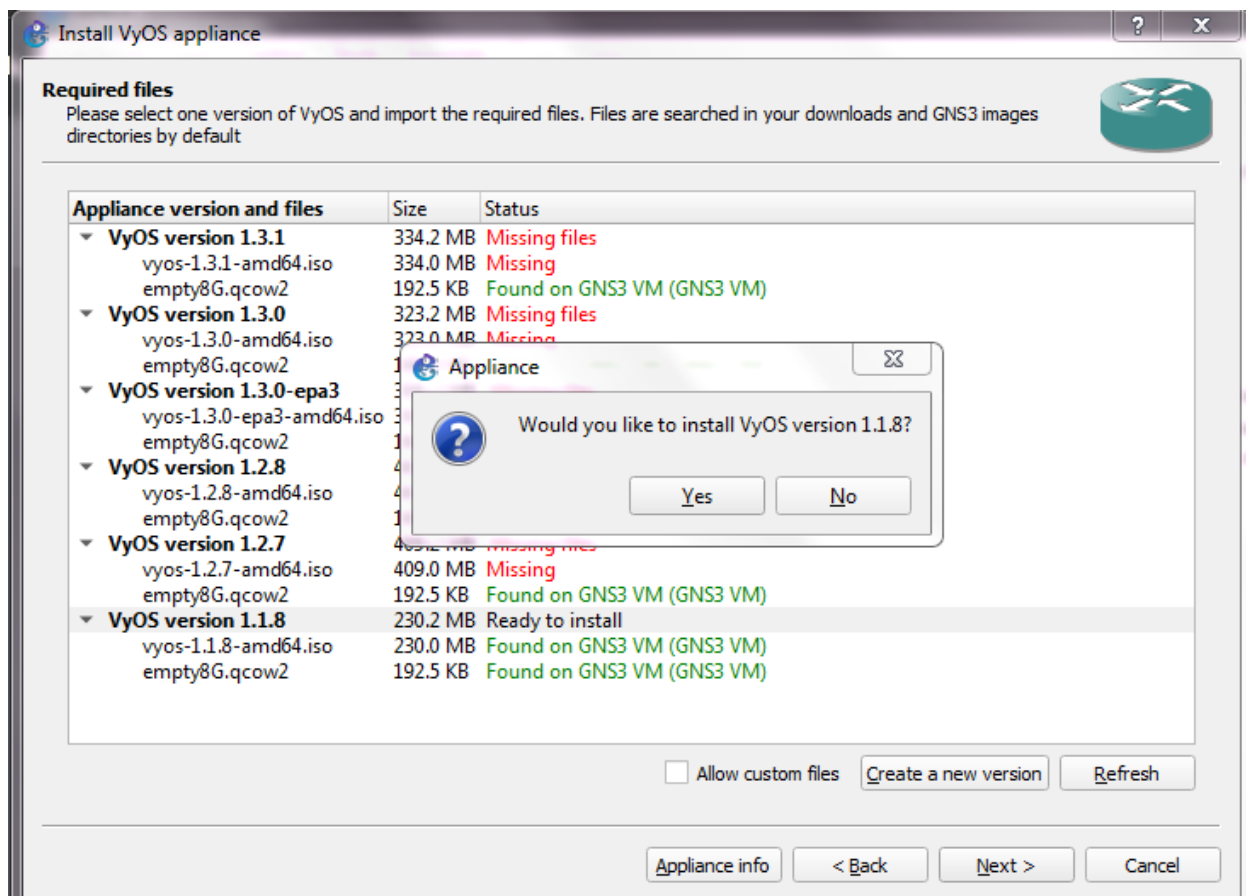 Install VyOS appliance
?
X
Required files
Please select one version of VyOS and import the required files. Files are searched in your downloads and GNS3 images
directories by default
Appliance version and files Size Status
VyOS version 1.3.1 334.2 MB Missing files
vyos-1.3.1-amd64.iso 334.0 MB Missing
empty8G.qcow2 192.5 KB Found on GNS3 VM (GNS3 VM)
VyOS version 1.3.0 323.2 MB Missing files
vyos-1.3.0-amd64.iso 323.0 MB Missing
empty8G.qcow2
VyOS version 1.3.0-epa3
vyos-1.3.0-epa3-amd64.iso
empty8G.qcow2
VyOS version 1.2.8
vyos-1.2.8-amd64.iso
empty8G.qcow2
VyOS version 1.2.7 409.2 MB Missing files
vyos-1.2.7-amd64.iso 409.0 MB Missing
empty8G.qcow2 192.5 KB Found on GNS3 VM (GNS3 VM)
VyOS version 1.1.8 230.2 MB Ready to install
vyos-1.1.8-amd64.iso 230.0 MB Found on GNS3 VM (GNS3 VM)
empty8G.qcow2 192.5 KB Found on GNS3 VM (GNS3 VM)
Appliance
Would you like to install VyOS version 1.1.8?
Yes No
Allow custom files Create a new version Refresh
Appliance info < Back Next > Cancel